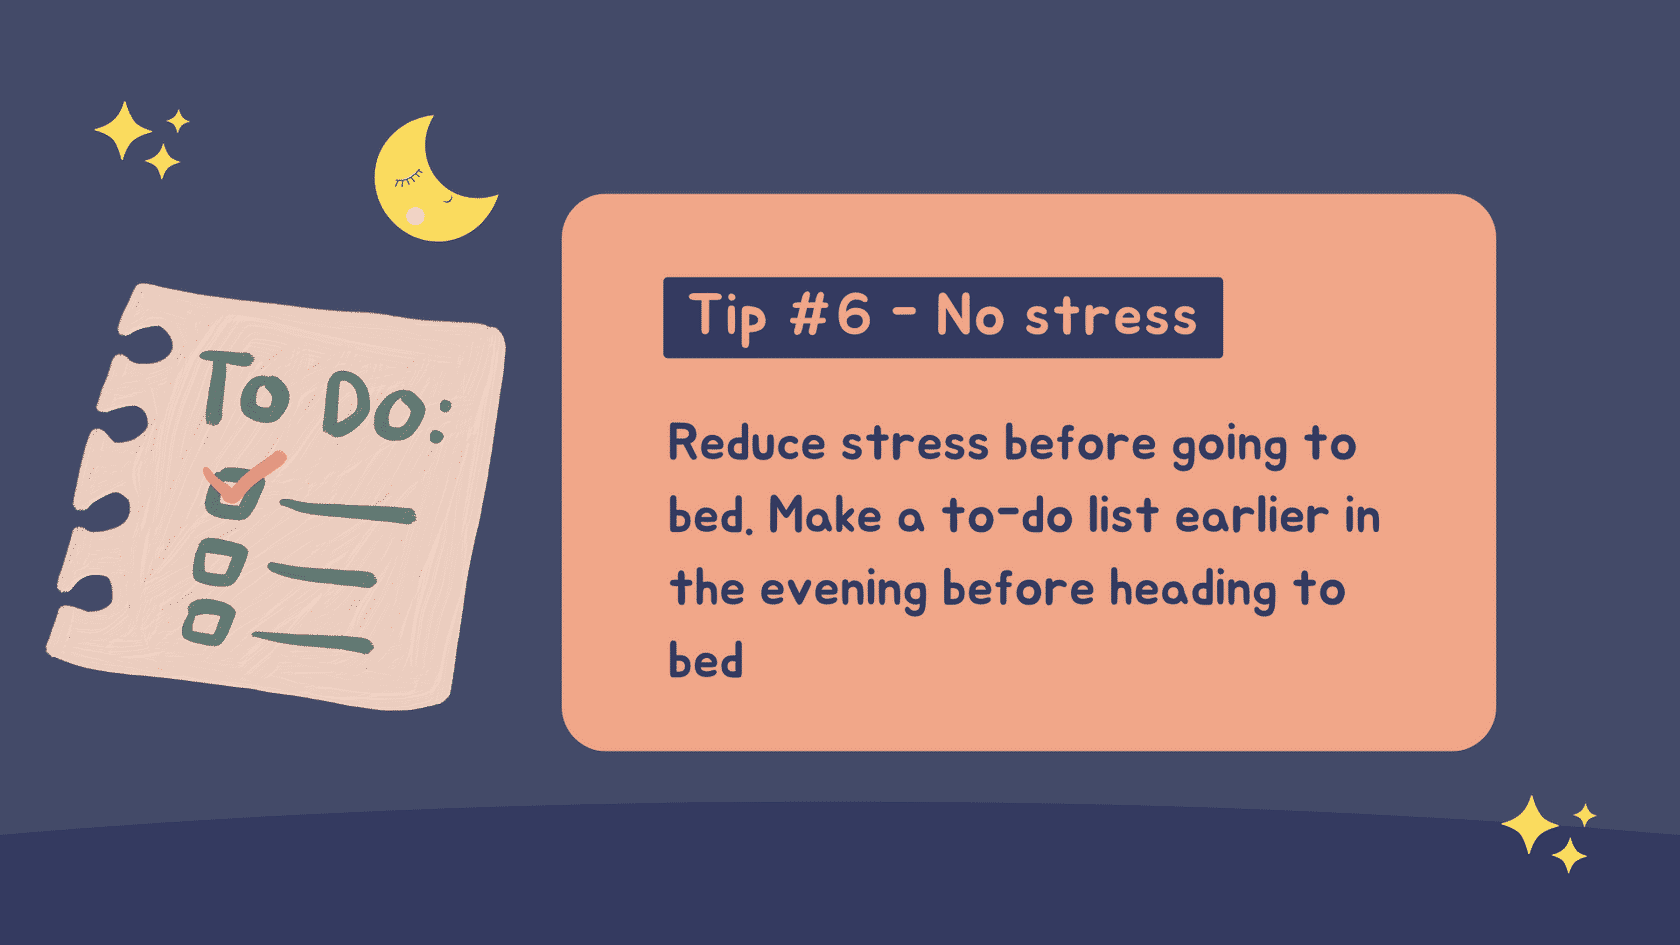 To Do:
Tip #6 - No stress
Reduce stress before going to
bed. Make a to-do list earlier in
the evening before heading to
bed